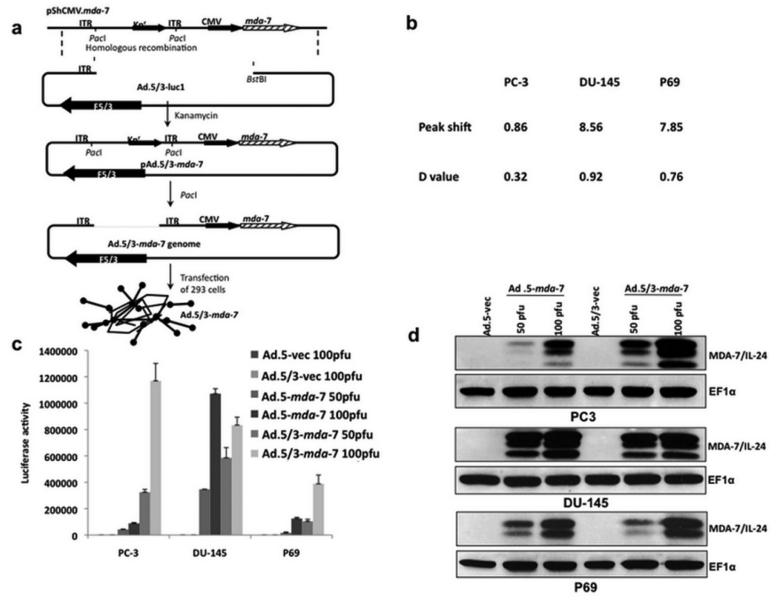 a
pShCMV.mda-7
ITR Knr ITR CMV mda-7
PacI PacI
Homologous recombination
ITR
BstBI
Ad.5/3-luc1
F5/3
Kanamycin
ITR Knr ITR CMV mda-7
PacI PacI
pAd.5/3-mda-7
F5/3
PacI
ITR ITR CMV mda-7
Ad.5/3-mda-7 genome
F5/3
Transfection
of 293 cells
Ad.5/3-mda-7
b
PC-3 DU-145 P69
Peak shift 0.86 8.56 7.85
D value 0.32 0.92 0.76
c
Luciferase activity
1400000
1200000
1000000
800000
600000
400000
200000
0
PC-3 DU-145 P69
Ad.5-vec 100pfu
Ad.5/3-vec 100pfu
Ad.5-mda-7 50pfu
Ad.5-mda-7 100pfu
Ad.5/3-mda-7 50pfu
Ad.5/3-mda-7 100pfu
d
Ad.5-vec
Ad .5-mda-7
50 pfu
100 pfu
Ad.5/3-vec
Ad.5/3-mda-7
50 pfu
100 pfu
MDA-7/IL-24
EF1α
PC3
MDA-7/IL-24
EF1α
DU-145
MDA-7/IL-24
EF1α
P69